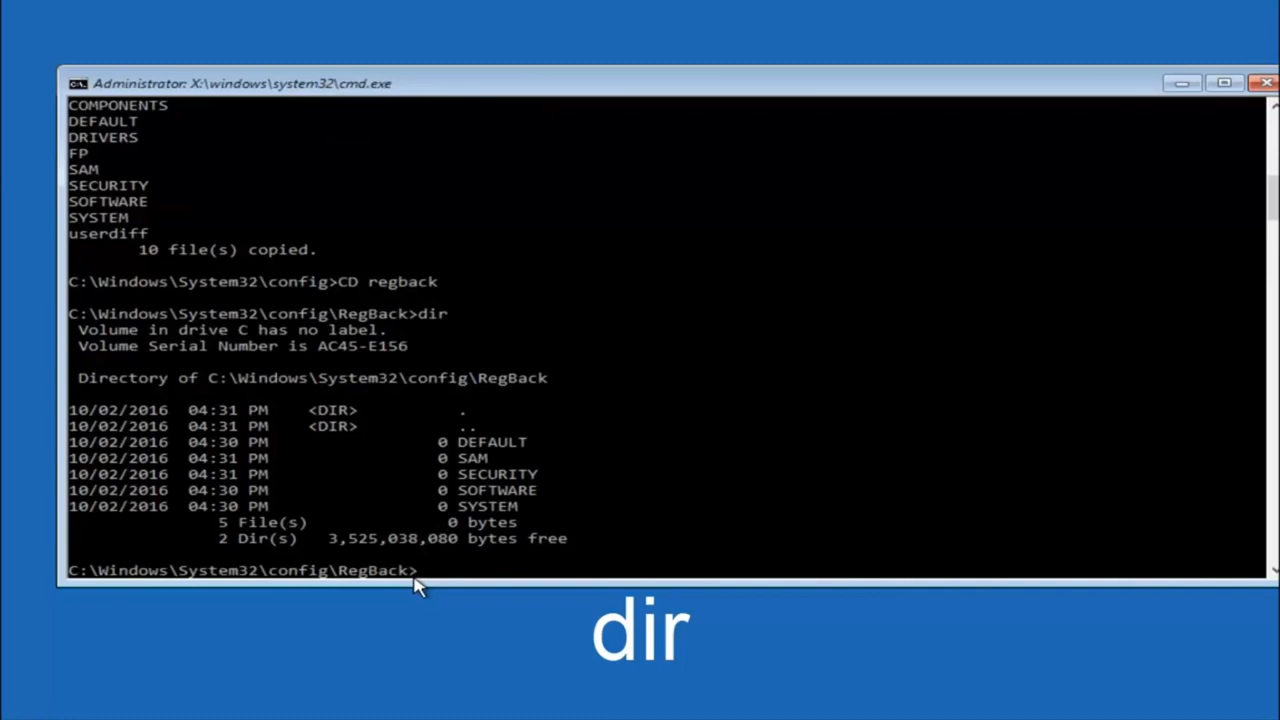 Administrator: X:\windows\system32\cmd.exe
COMPONENTS
DEFAULT
DRIVERS
FP
SAM
SECURITY
SOFTWARE
SYSTEM
userdiff
       10 file(s) copied.
C:\Windows\System32\config>CD regback
C:\Windows\System32\config\RegBack>dir
 Volume in drive C has no label.
 Volume Serial Number is AC45-E156
 Directory of C:\Windows\System32\config\RegBack
10/02/2016  04:31 PM    <DIR>          .
10/02/2016  04:31 PM    <DIR>          ..
10/02/2016  04:30 PM                 0 DEFAULT
10/02/2016  04:31 PM                 0 SAM
10/02/2016  04:31 PM                 0 SECURITY
10/02/2016  04:30 PM                 0 SOFTWARE
10/02/2016  04:30 PM                 0 SYSTEM
               5 File(s)              0 bytes
               2 Dir(s)   3,525,038,080 bytes free
C:\Windows\System32\config\RegBack>
dir